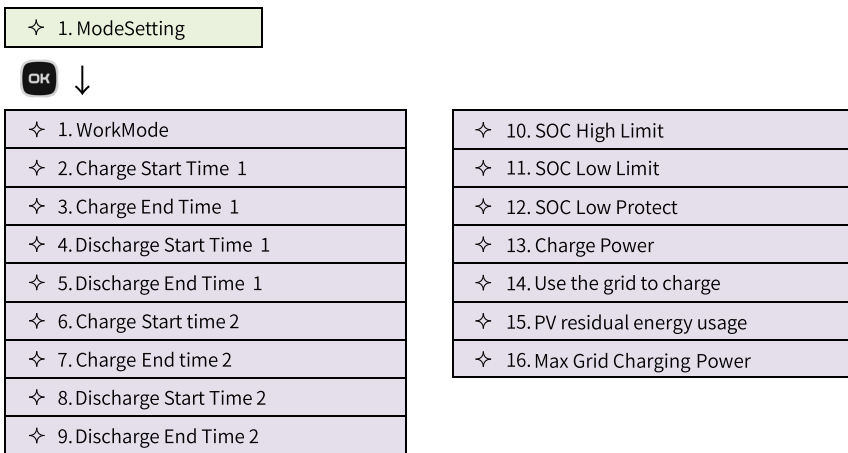 1. ModeSetting
OK
1. WorkMode
2. Charge Start Time 1
3. Charge End Time 1
4. Discharge Start Time 1
5. Discharge End Time 1
6. Charge Start time 2
7. Charge End time 2
8. Discharge Start Time 2
9. Discharge End Time 2
10. SOC High Limit
11. SOC Low Limit
12. SOC Low Protect
13. Charge Power
14. Use the grid to charge
15. PV residual energy usage
16. Max Grid Charging Power